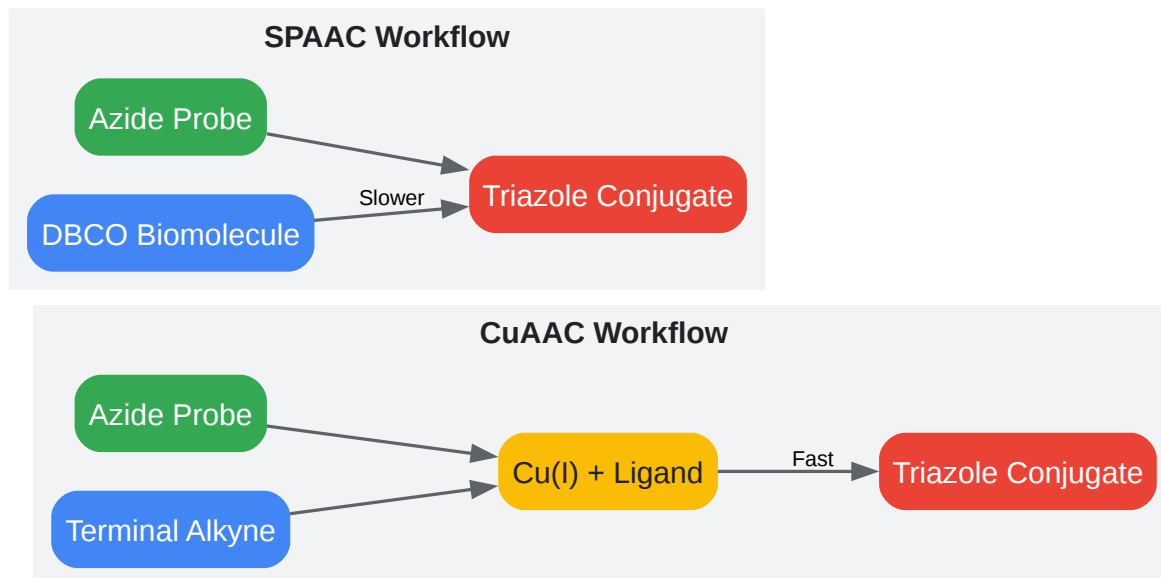 SPAAC Workflow
Azide Probe
DBCO Biomolecule
Slower
Triazole Conjugate
CuAAC Workflow
Azide Probe
Terminal Alkyne
Cu(I) + Ligand
Fast
Triazole Conjugate